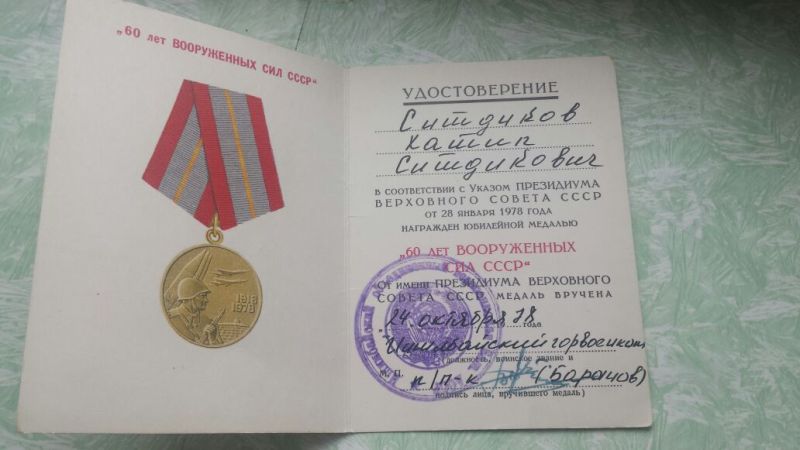 „60 лет ВООРУЖЕННЫХ СИЛ СССР“
1918
1978
УДОСТОВЕРЕНИЕ
Ситдиков
Хатип
Ситдикович
В СООТВЕТСТВИИ С УКАЗОМ ПРЕЗИДИУМА
ВЕРХОВНОГО СОВЕТА СССР
ОТ 28 ЯНВАРЯ 1978 ГОДА
НАГРАЖДЕН ЮБИЛЕЙНОЙ МЕДАЛЬЮ
„60 ЛЕТ ВООРУЖЕННЫХ
СИЛ СССР“
ОТ ИМЕНИ ПРЕЗИДИУМА ВЕРХОВНОГО
СОВЕТА СССР МЕДАЛЬ ВРУЧЕНА
24 октября 78 года
Ишимбайский горвоенком
(должность, воинское звание и
М. П. п/п-к (Баранов)
подпись лица, вручившего медаль)